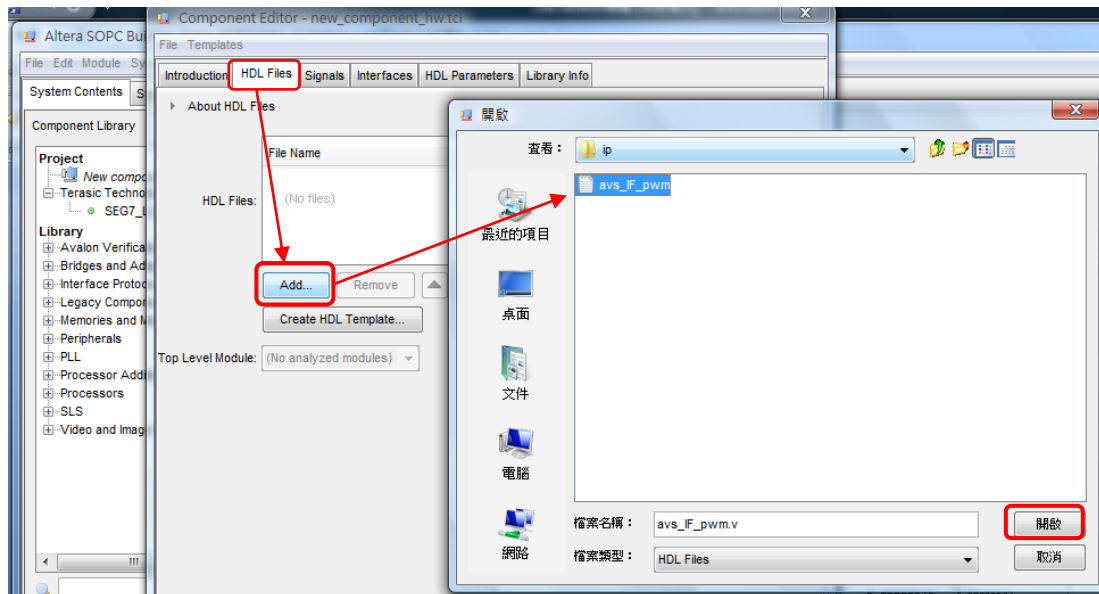 Component Editor - new_component_hw.tcl
Altera SOPC Bui
File Templates
File Edit Module Sy
Introduction HDL Files Signals Interfaces HDL Parameters Library Info
System Contents S
About HDL Files
Component Library
Project
New compo
Terasic Techno
SEG7_L
Library
Avalon Verifica
Bridges and Ad
Interface Protoc
Legacy Compon
Memories and M
Peripherals
PLL
Processor Addi
Processors
SLS
Video and Imag
File Name
HDL Files:
(No files)
Add...
Remove
Create HDL Template...
Top Level Module: (No analyzed modules)
開啟
查看：
ip
avs_IF_pwm
最近的項目
桌面
文件
電腦
網路
檔案名稱：
avs_IF_pwm.v
開啟
檔案類型：
HDL Files
取消